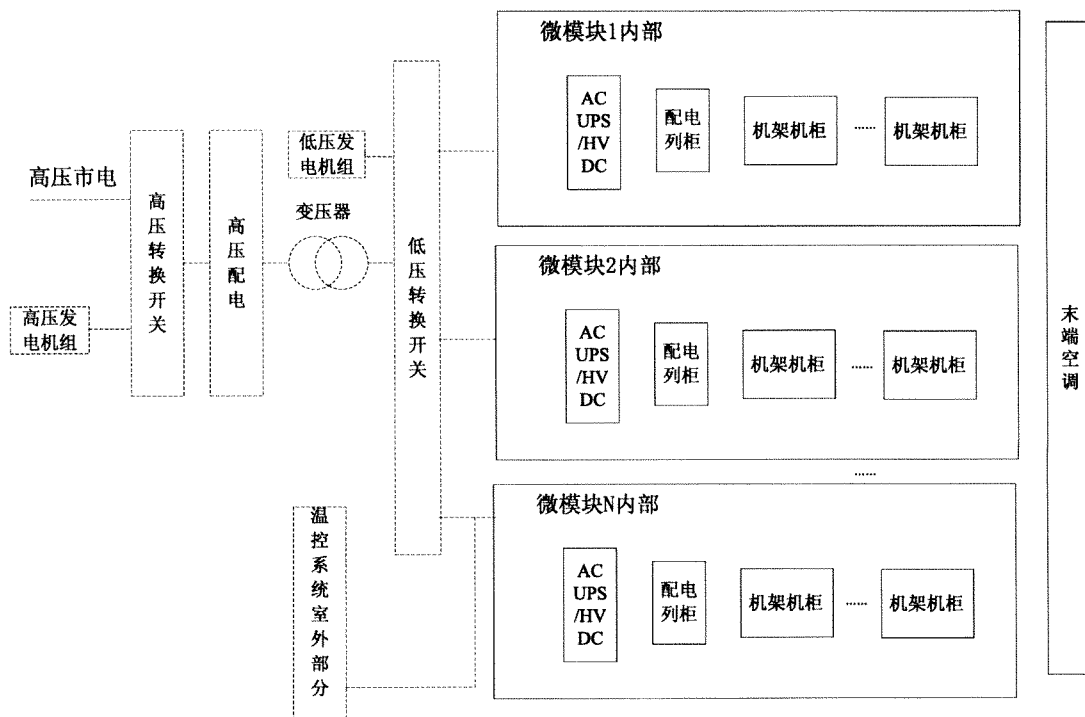 高压市电
高压发
电机组
高压转换开关
高压配电
低压发
电机组
变压器
低压转换开关
温控系统室外部分
微模块1内部
AC
UPS
/HV
DC
配电
列柜
机架机柜
······
机架机柜
微模块2内部
AC
UPS
/HV
DC
配电
列柜
机架机柜
······
机架机柜
······
微模块N内部
AC
UPS
/HV
DC
配电
列柜
机架机柜
······
机架机柜
末端空调